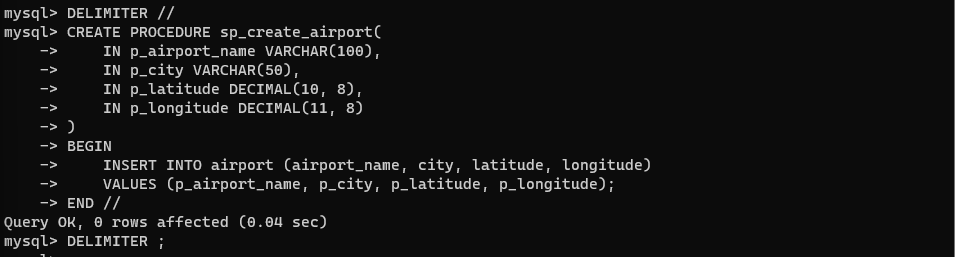 mysql> DELIMITER //
mysql> CREATE PROCEDURE sp_create_airport(
    ->     IN p_airport_name VARCHAR(100),
    ->     IN p_city VARCHAR(50),
    ->     IN p_latitude DECIMAL(10, 8),
    ->     IN p_longitude DECIMAL(11, 8)
    -> )
    -> BEGIN
    ->     INSERT INTO airport (airport_name, city, latitude, longitude)
    ->     VALUES (p_airport_name, p_city, p_latitude, p_longitude);
    -> END //
Query OK, 0 rows affected (0.04 sec)
mysql> DELIMITER ;